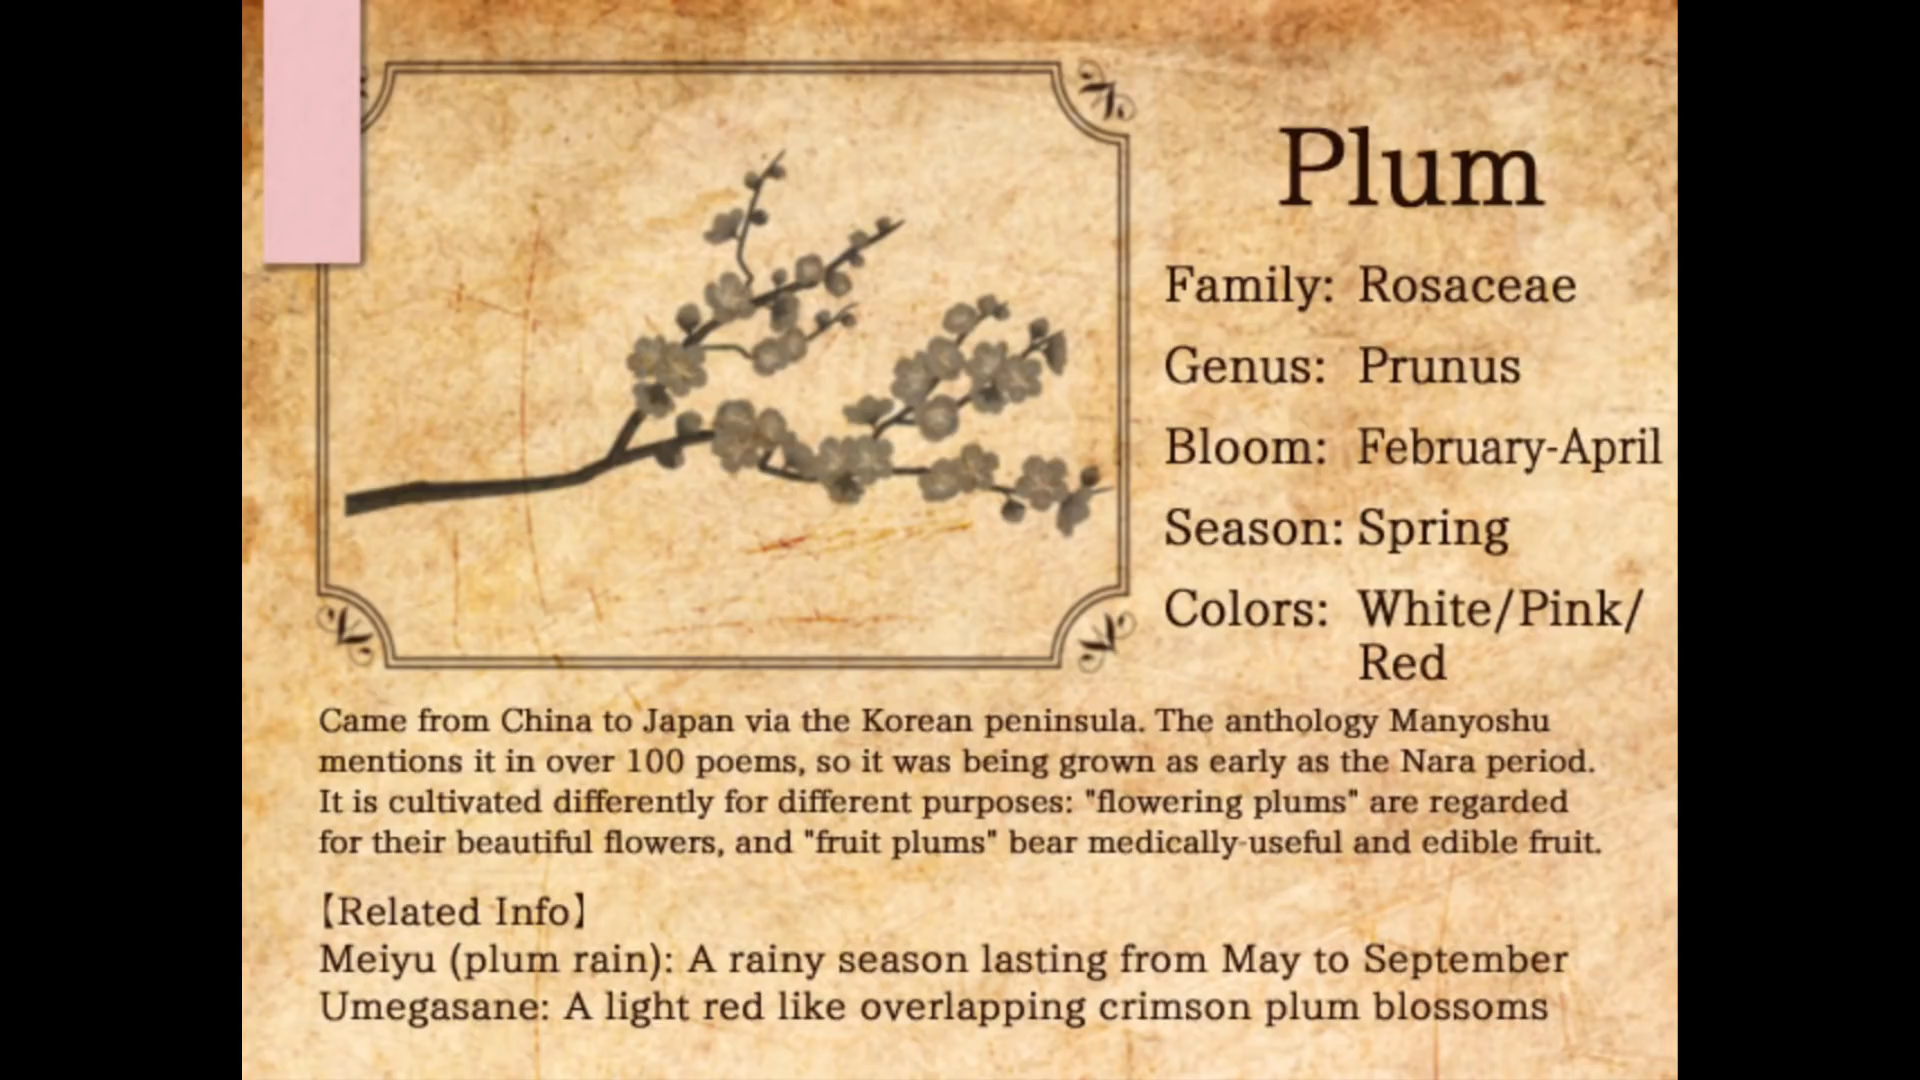 Plum
Family: Rosaceae
Genus: Prunus
Bloom: February-April
Season: Spring
Colors: White/Pink/
Red
Came from China to Japan via the Korean peninsula. The anthology Manyoshu
mentions it in over 100 poems, so it was being grown as early as the Nara period.
It is cultivated differently for different purposes: "flowering plums" are regarded
for their beautiful flowers, and "fruit plums" bear medically-useful and edible fruit.
【Related Info】
Meiyu (plum rain): A rainy season lasting from May to September
Umegasane: A light red like overlapping crimson plum blossoms